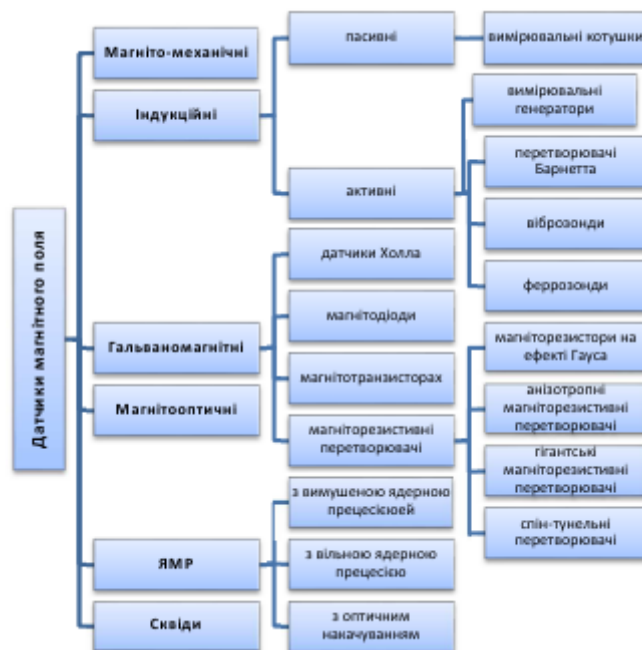 Датчики магнітного поля
Магніто-механічні
Індукційні
пасивні
вимірювальні котушки
активні
вимірювальні
генератори
перетворювачі
Барнетта
віброзонди
феррозонди
Гальваномагнітні
датчики Холла
магнітодіоди
магнітотранзисторах
магніторезистивні
перетворювачі
магніторезистори на
ефекті Гауса
анізотропні
магніторезистивні
перетворювачі
гігантські
магніторезистивні
перетворювачі
спін-тунельні
перетворювачі
Магнітооптичні
ЯМР
з вимушеною ядерною
прецесісюей
з вільною ядерною
прецесією
з оптичним
накачуванням
Сквіди